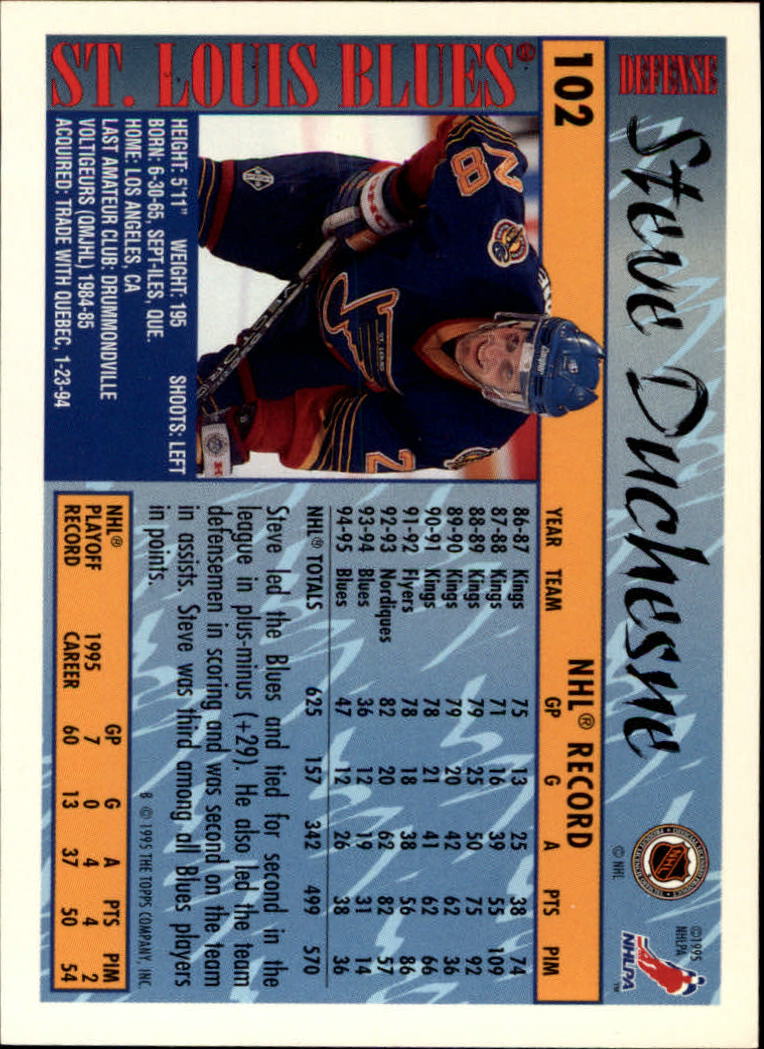 DEFENSE
Steve Duchesne
©1995
NHLPA
NHLPA™
NHL
© NHL
102
NHL® RECORD
YEAR TEAM GP G A PTS PIM
86-87 Kings 75 13 25 38 74
87-88 Kings 71 16 39 55 109
88-89 Kings 79 25 50 75 92
89-90 Kings 79 20 42 62 36
90-91 Kings 78 21 41 62 66
91-92 Flyers 78 18 38 56 86
92-93 Nordiques 82 20 62 82 57
93-94 Blues 36 12 19 31 14
94-95 Blues 47 12 26 38 36
NHL® TOTALS 625 157 342 499 570
Steve led the Blues and tied for second in the
league in plus-minus (+29). He also led the team
defensemen in scoring and was second on the team
in assists. Steve was third among all Blues players
in points.
B © 1995 THE TOPPS COMPANY, INC.
NHL® PLAYOFF RECORD
GP G A PTS PIM
1995 7 0 4 4 2
CAREER 60 13 37 50 54
28
ST. LOUIS
2
HEIGHT: 5'11" WEIGHT: 195 SHOOTS: LEFT
BORN: 6-30-65, SEPT-ILES, QUE.
HOME: LOS ANGELES, CA
LAST AMATEUR CLUB: DRUMMONDVILLE
VOLTIGEURS (QMJHL) 1984-85
ACQUIRED: TRADE WITH QUEBEC, 1-23-94
ST. LOUIS BLUES®